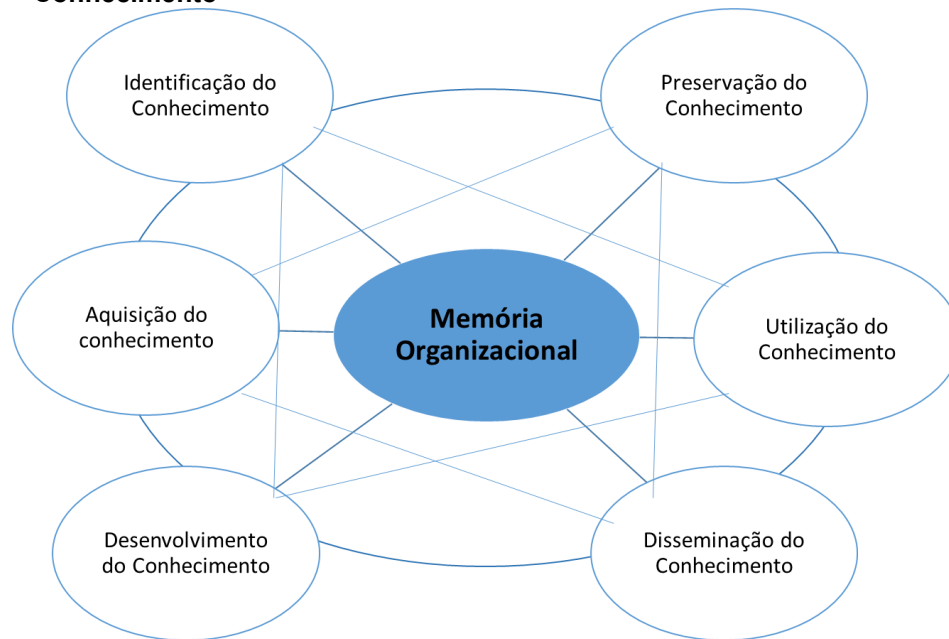 Conhecimento
Identificação do
Conhecimento
Preservação do
Conhecimento
Aquisição do
conhecimento
Memória
Organizacional
Utilização do
Conhecimento
Desenvolvimento
do Conhecimento
Disseminação do
Conhecimento